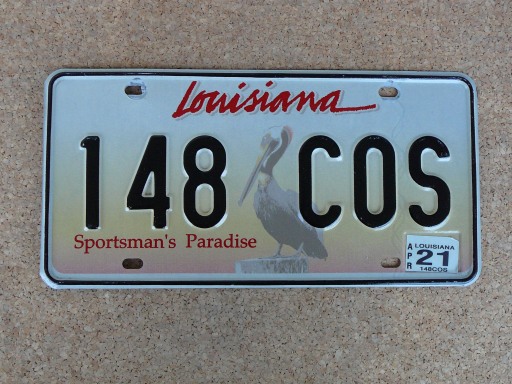 Louisiana
148 COS
Sportsman's Paradise
APR
LOUISIANA
21
148COS